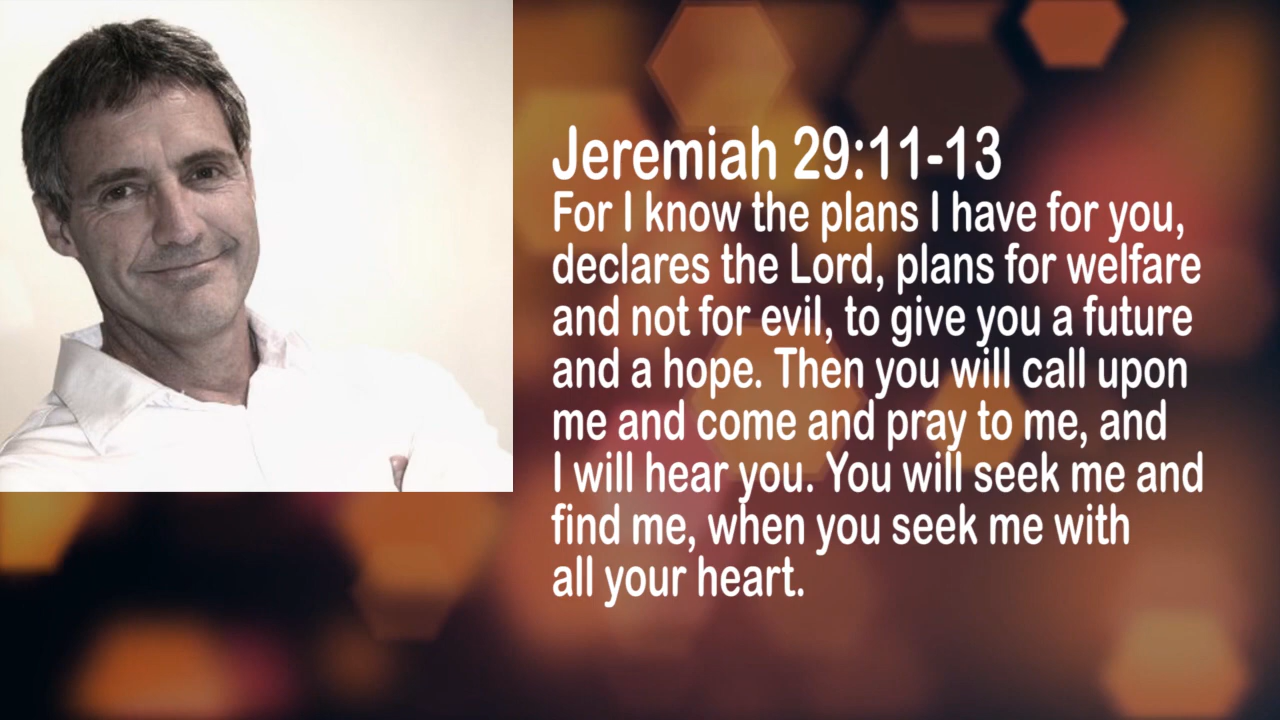 Jeremiah 29:11-13
For I know the plans I have for you,
declares the Lord, plans for welfare
and not for evil, to give you a future
and a hope. Then you will call upon
me and come and pray to me, and
I will hear you. You will seek me and
find me, when you seek me with
all your heart.